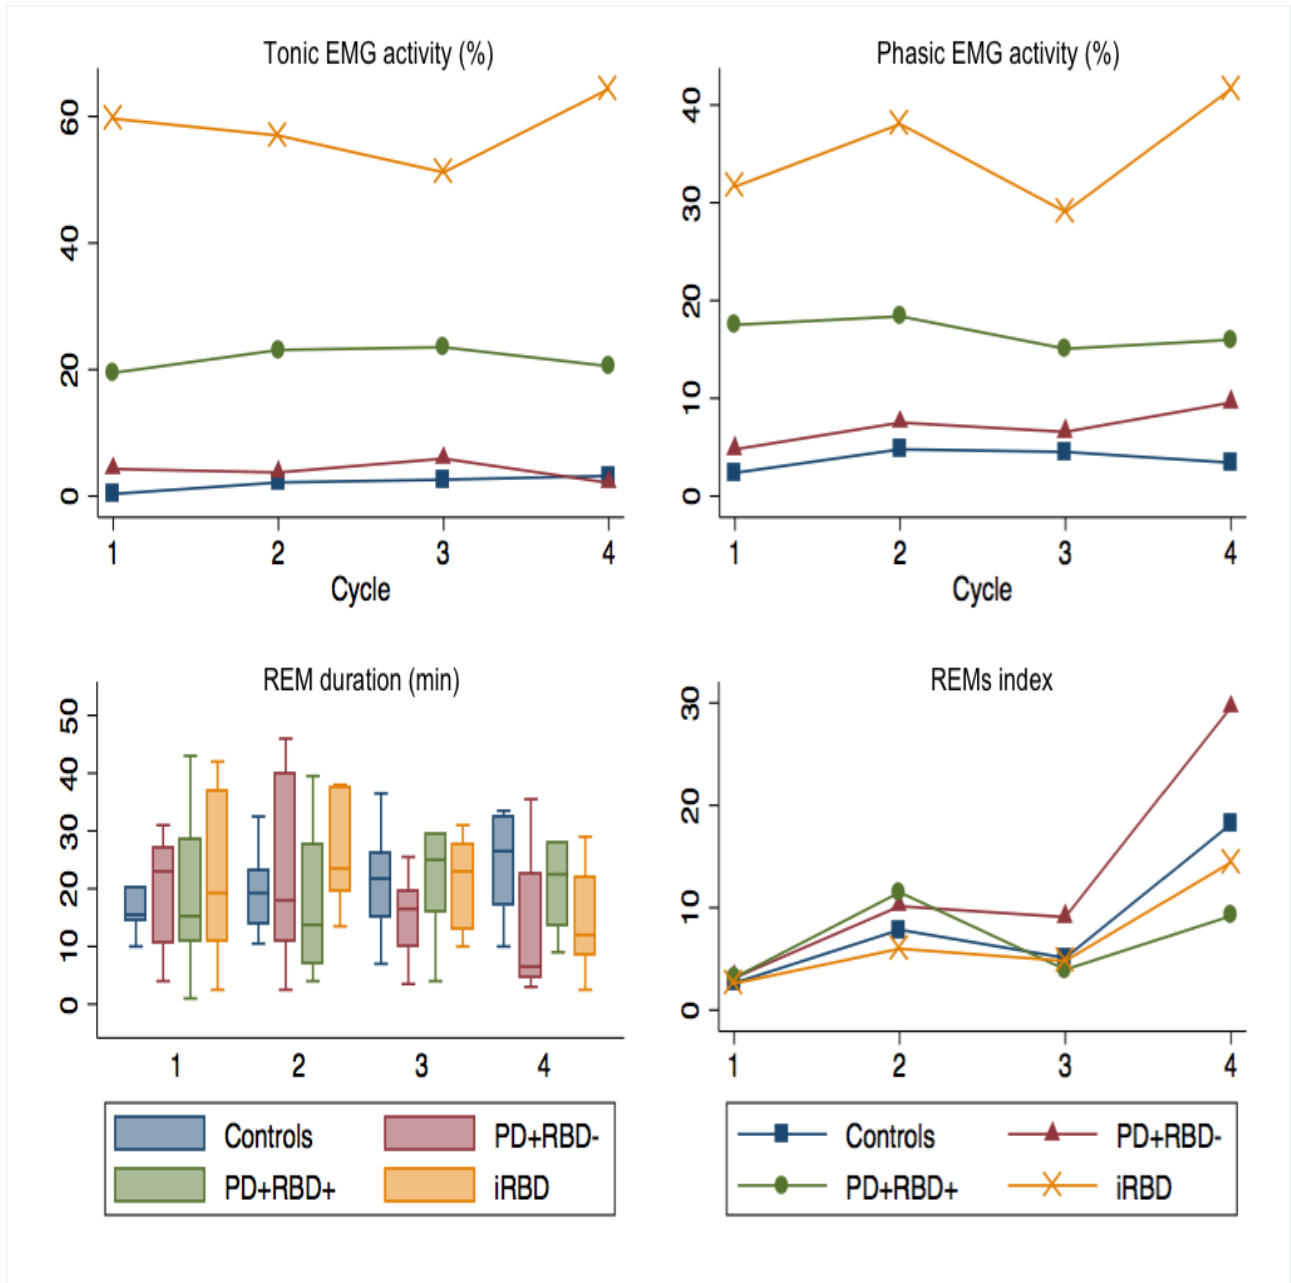 Tonic EMG activity (%)
60
40
20
0
1 2 3 4
Cycle
Phasic EMG activity (%)
40
30
20
10
0
1 2 3 4
Cycle
REM duration (min)
50
40
30
20
10
0
1 2 3 4
Controls PD+RBD-
PD+RBD+ iRBD
REMs index
30
20
10
0
1 2 3 4
Controls PD+RBD-
PD+RBD+ iRBD